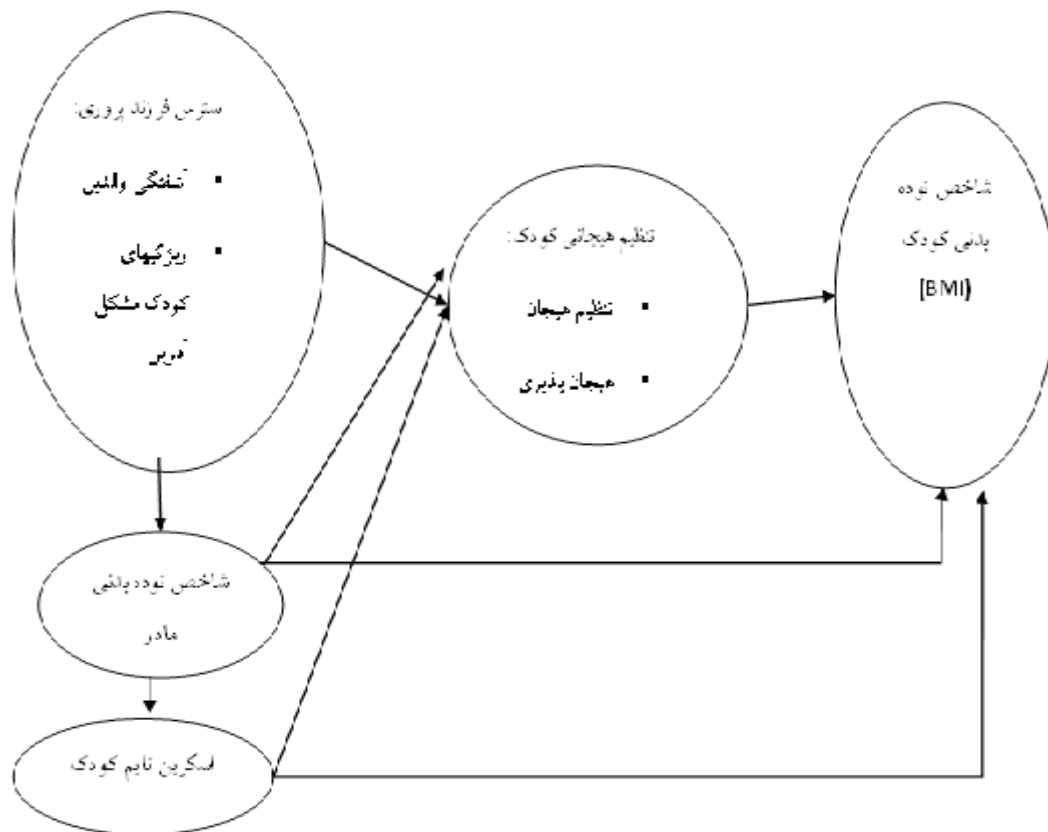 سترس فرزند پروری:
▪ آشفتگی والدین
▪ ویژگیهای
کودک مشکل
آفرین
تنظیم هیجانی کودک:
▪ تنظیم هیجان
▪ هیجان پذیری
شاخص توده
بدنی کودک
(BMI)
شاخص توده بدنی
مادر
اسکرین تایم کودک